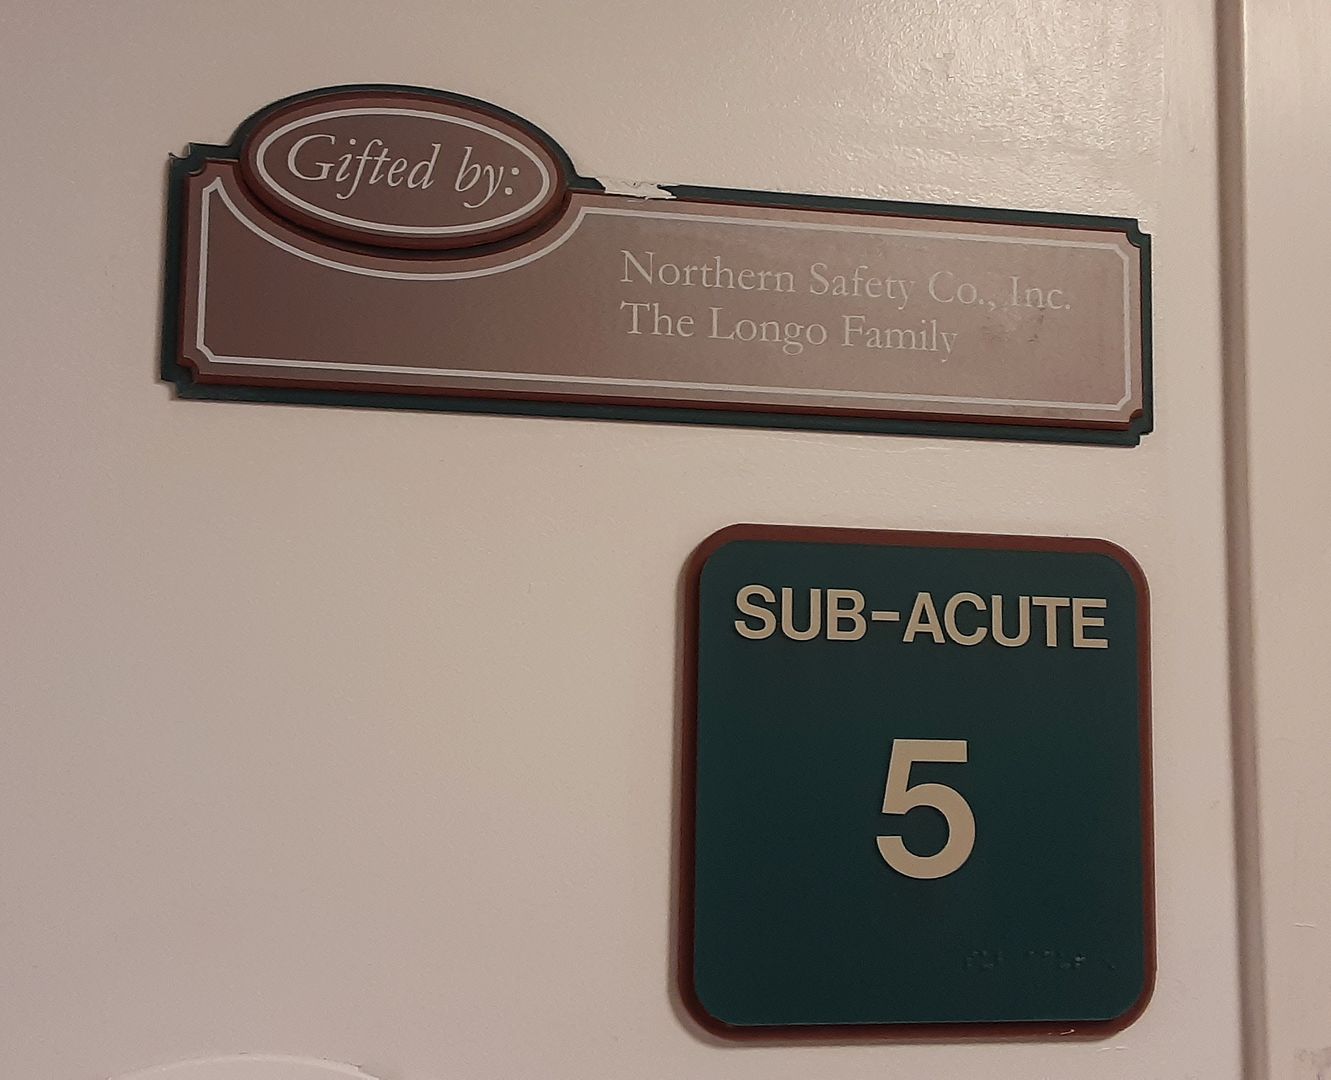 Gifted by:
Northern Safety Co., Inc.
The Longo Family
SUB-ACUTE
5